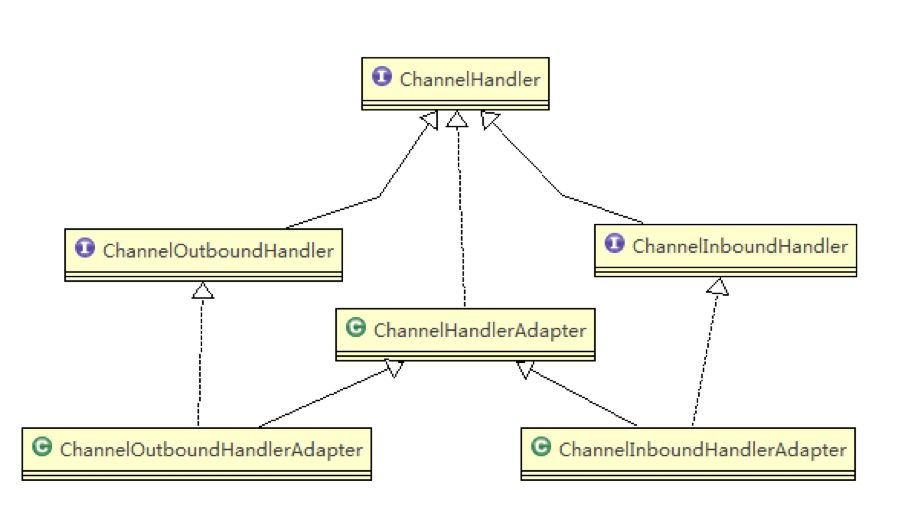 I ChannelHandler
I ChannelOutboundHandler
I ChannelInboundHandler
C ChannelHandlerAdapter
C ChannelOutboundHandlerAdapter
C ChannelInboundHandlerAdapter